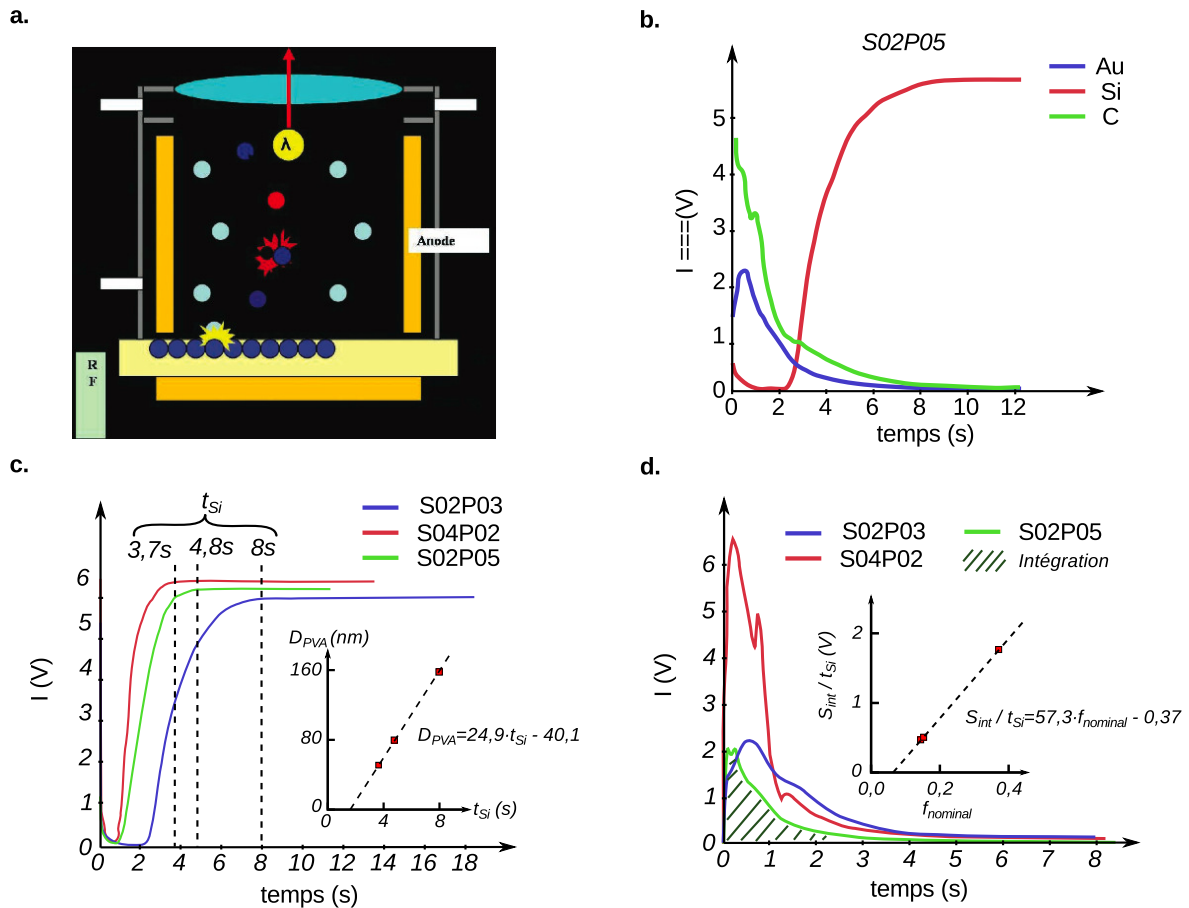 a.
λ
Anode
R
F
b.
S02P05
Au
Si
C
I ====(V)
5
4
3
2
1
0
0 2 4 6 8 10 12
temps (s)
c.
tSi
3,7s 4,8s 8s
S02P03
S04P02
S02P05
I (V)
6
5
4
3
2
1
0
0 2 4 6 8 10 12 14 16 18
temps (s)
DPVA (nm)
160
80
0
4 8
tSi (s)
DPVA=24,9·tSi - 40,1
d.
S02P03
S04P02
S02P05
Intégration
I (V)
6
5
4
3
2
1
0
0 1 2 3 4 5 6 7 8
temps (s)
Sint / tSi (V)
2
1
0
0,0 0,2 0,4
fnominal
Sint / tSi=57,3·fnominal - 0,37